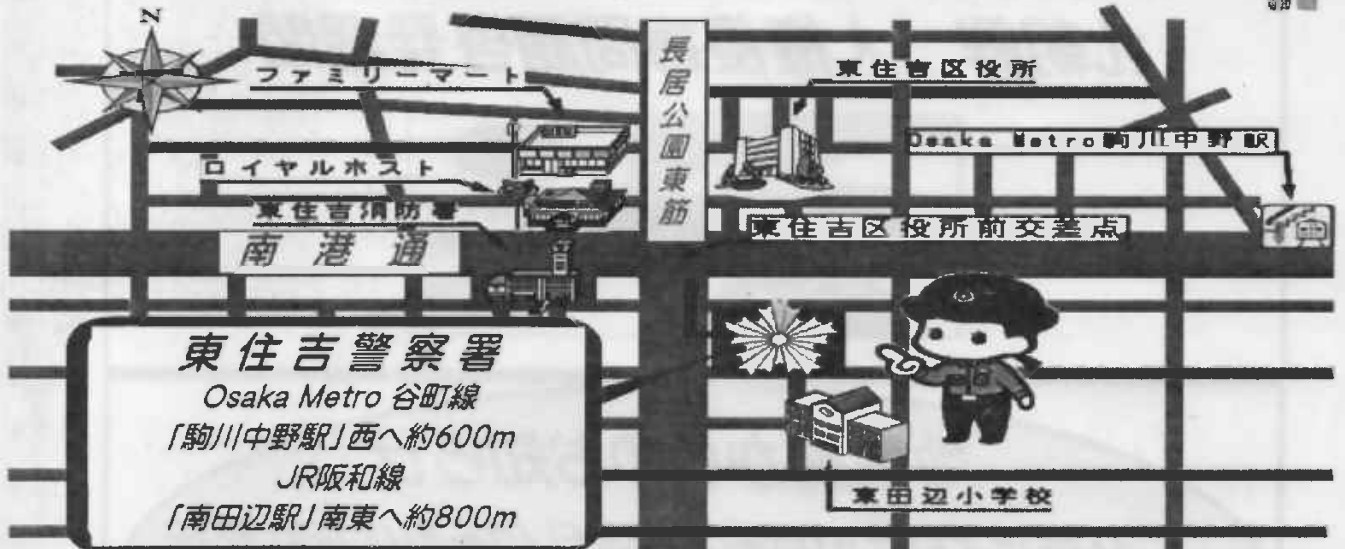 N
ファミリーマート
ロイヤルホスト
東住吉消防署
南港通
長居公園東筋
東住吉区役所
Osaka Metro 駒川中野駅
東住吉区役所前交差点
東住吉警察署
Osaka Metro 谷町線
「駒川中野駅」西へ約600m
JR阪和線
「南田辺駅」南東へ約800m
東田辺小学校